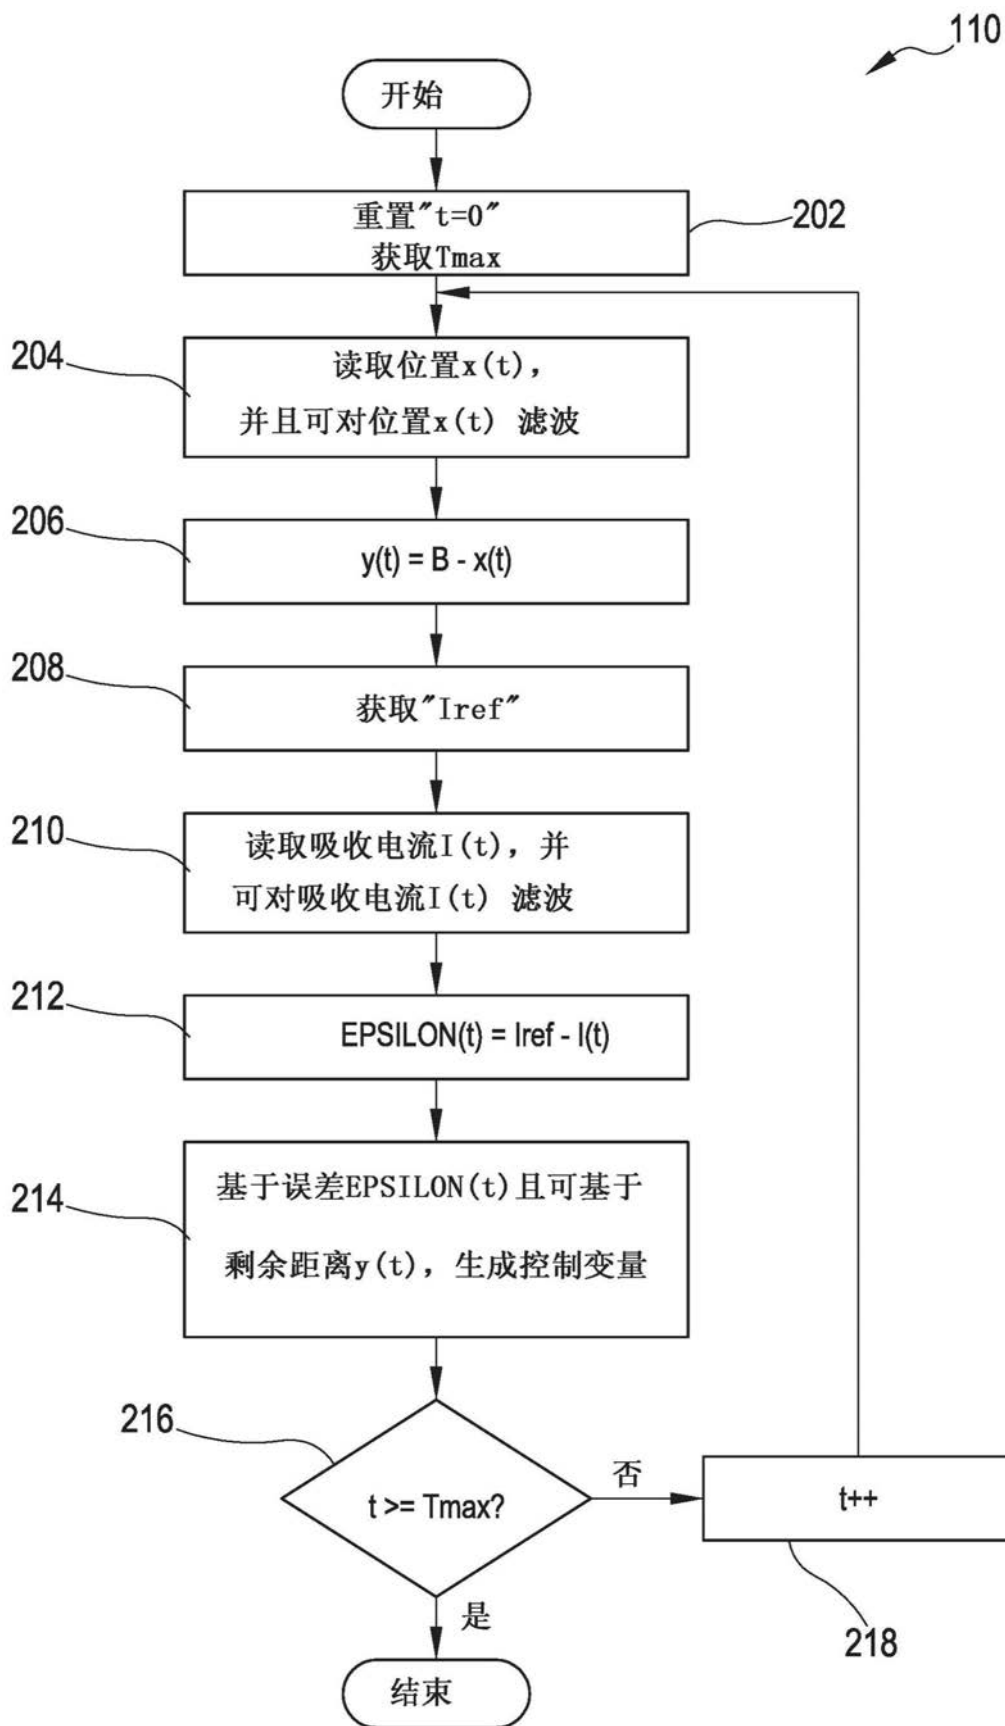 110
开始
重置"t=0"
获取Tmax
202
204
读取位置x(t),
并且可对位置x(t) 滤波
206
y(t) = B - x(t)
208
获取"Iref"
210
读取吸收电流I(t), 并
可对吸收电流I(t) 滤波
212
EPSILON(t) = Iref - I(t)
214
基于误差EPSILON(t)且可基于
剩余距离y(t), 生成控制变量
216
t >= Tmax?
否
t++
218
是
结束